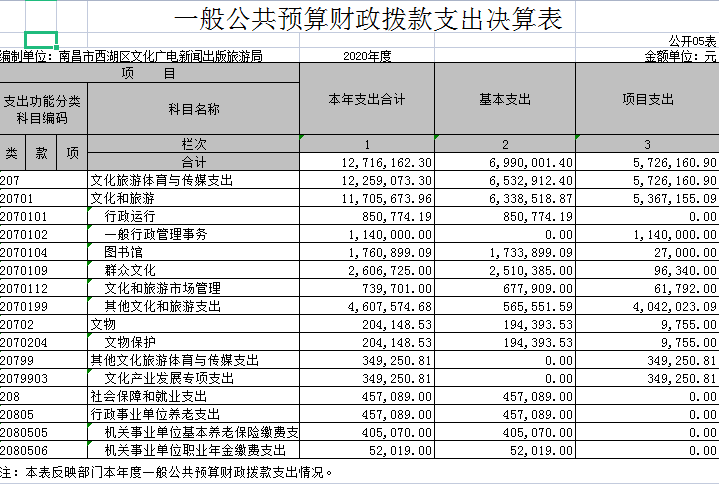 一般公共预算财政拨款支出决算表
公开05表
编制单位：南昌市西湖区文化广电新闻出版旅游局 2020年度 金额单位：元
项 目 本年支出合计 基本支出 项目支出
支出功能分类科目编码 科目名称
类 款 项 栏次 1 2 3
合计 12,716,162.30 6,990,001.40 5,726,160.90
207 文化旅游体育与传媒支出 12,259,073.30 6,532,912.40 5,726,160.90
20701 文化和旅游 11,705,673.96 6,338,518.87 5,367,155.09
2070101 行政运行 850,774.19 850,774.19 0.00
2070102 一般行政管理事务 1,140,000.00 0.00 1,140,000.00
2070104 图书馆 1,760,899.09 1,733,899.09 27,000.00
2070109 群众文化 2,606,725.00 2,510,385.00 96,340.00
2070112 文化和旅游市场管理 739,701.00 677,909.00 61,792.00
2070199 其他文化和旅游支出 4,607,574.68 565,551.59 4,042,023.09
20702 文物 204,148.53 194,393.53 9,755.00
2070204 文物保护 204,148.53 194,393.53 9,755.00
20799 其他文化旅游体育与传媒支出 349,250.81 0.00 349,250.81
2079903 文化产业发展专项支出 349,250.81 0.00 349,250.81
208 社会保障和就业支出 457,089.00 457,089.00 0.00
20805 行政事业单位养老支出 457,089.00 457,089.00 0.00
2080505 机关事业单位基本养老保险缴费支 405,070.00 405,070.00 0.00
2080506 机关事业单位职业年金缴费支出 52,019.00 52,019.00 0.00
注：本表反映部门本年度一般公共预算财政拨款支出情况。